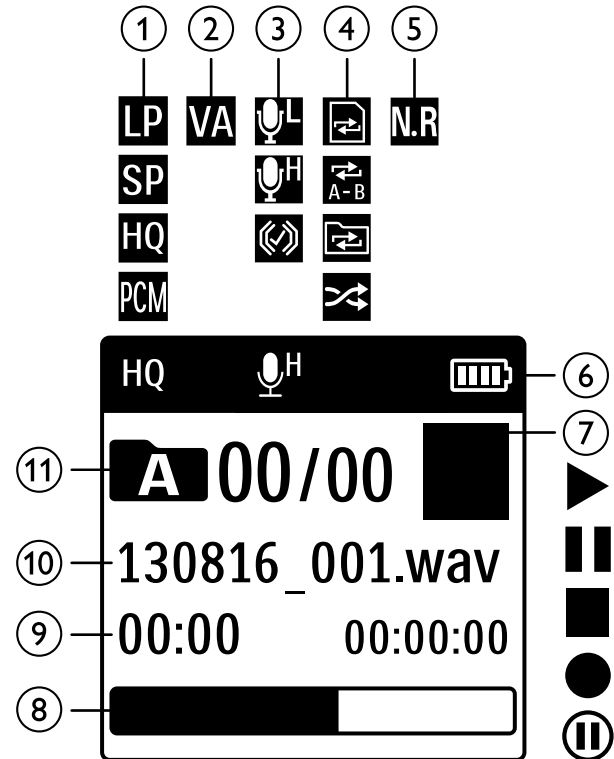 1 2 3 4 5
LP VA L N.R
SP H A-B
HQ
PCM
HQ H 6
7
11 A 00/00
10 130816_001.wav
9 00:00 00:00:00
8